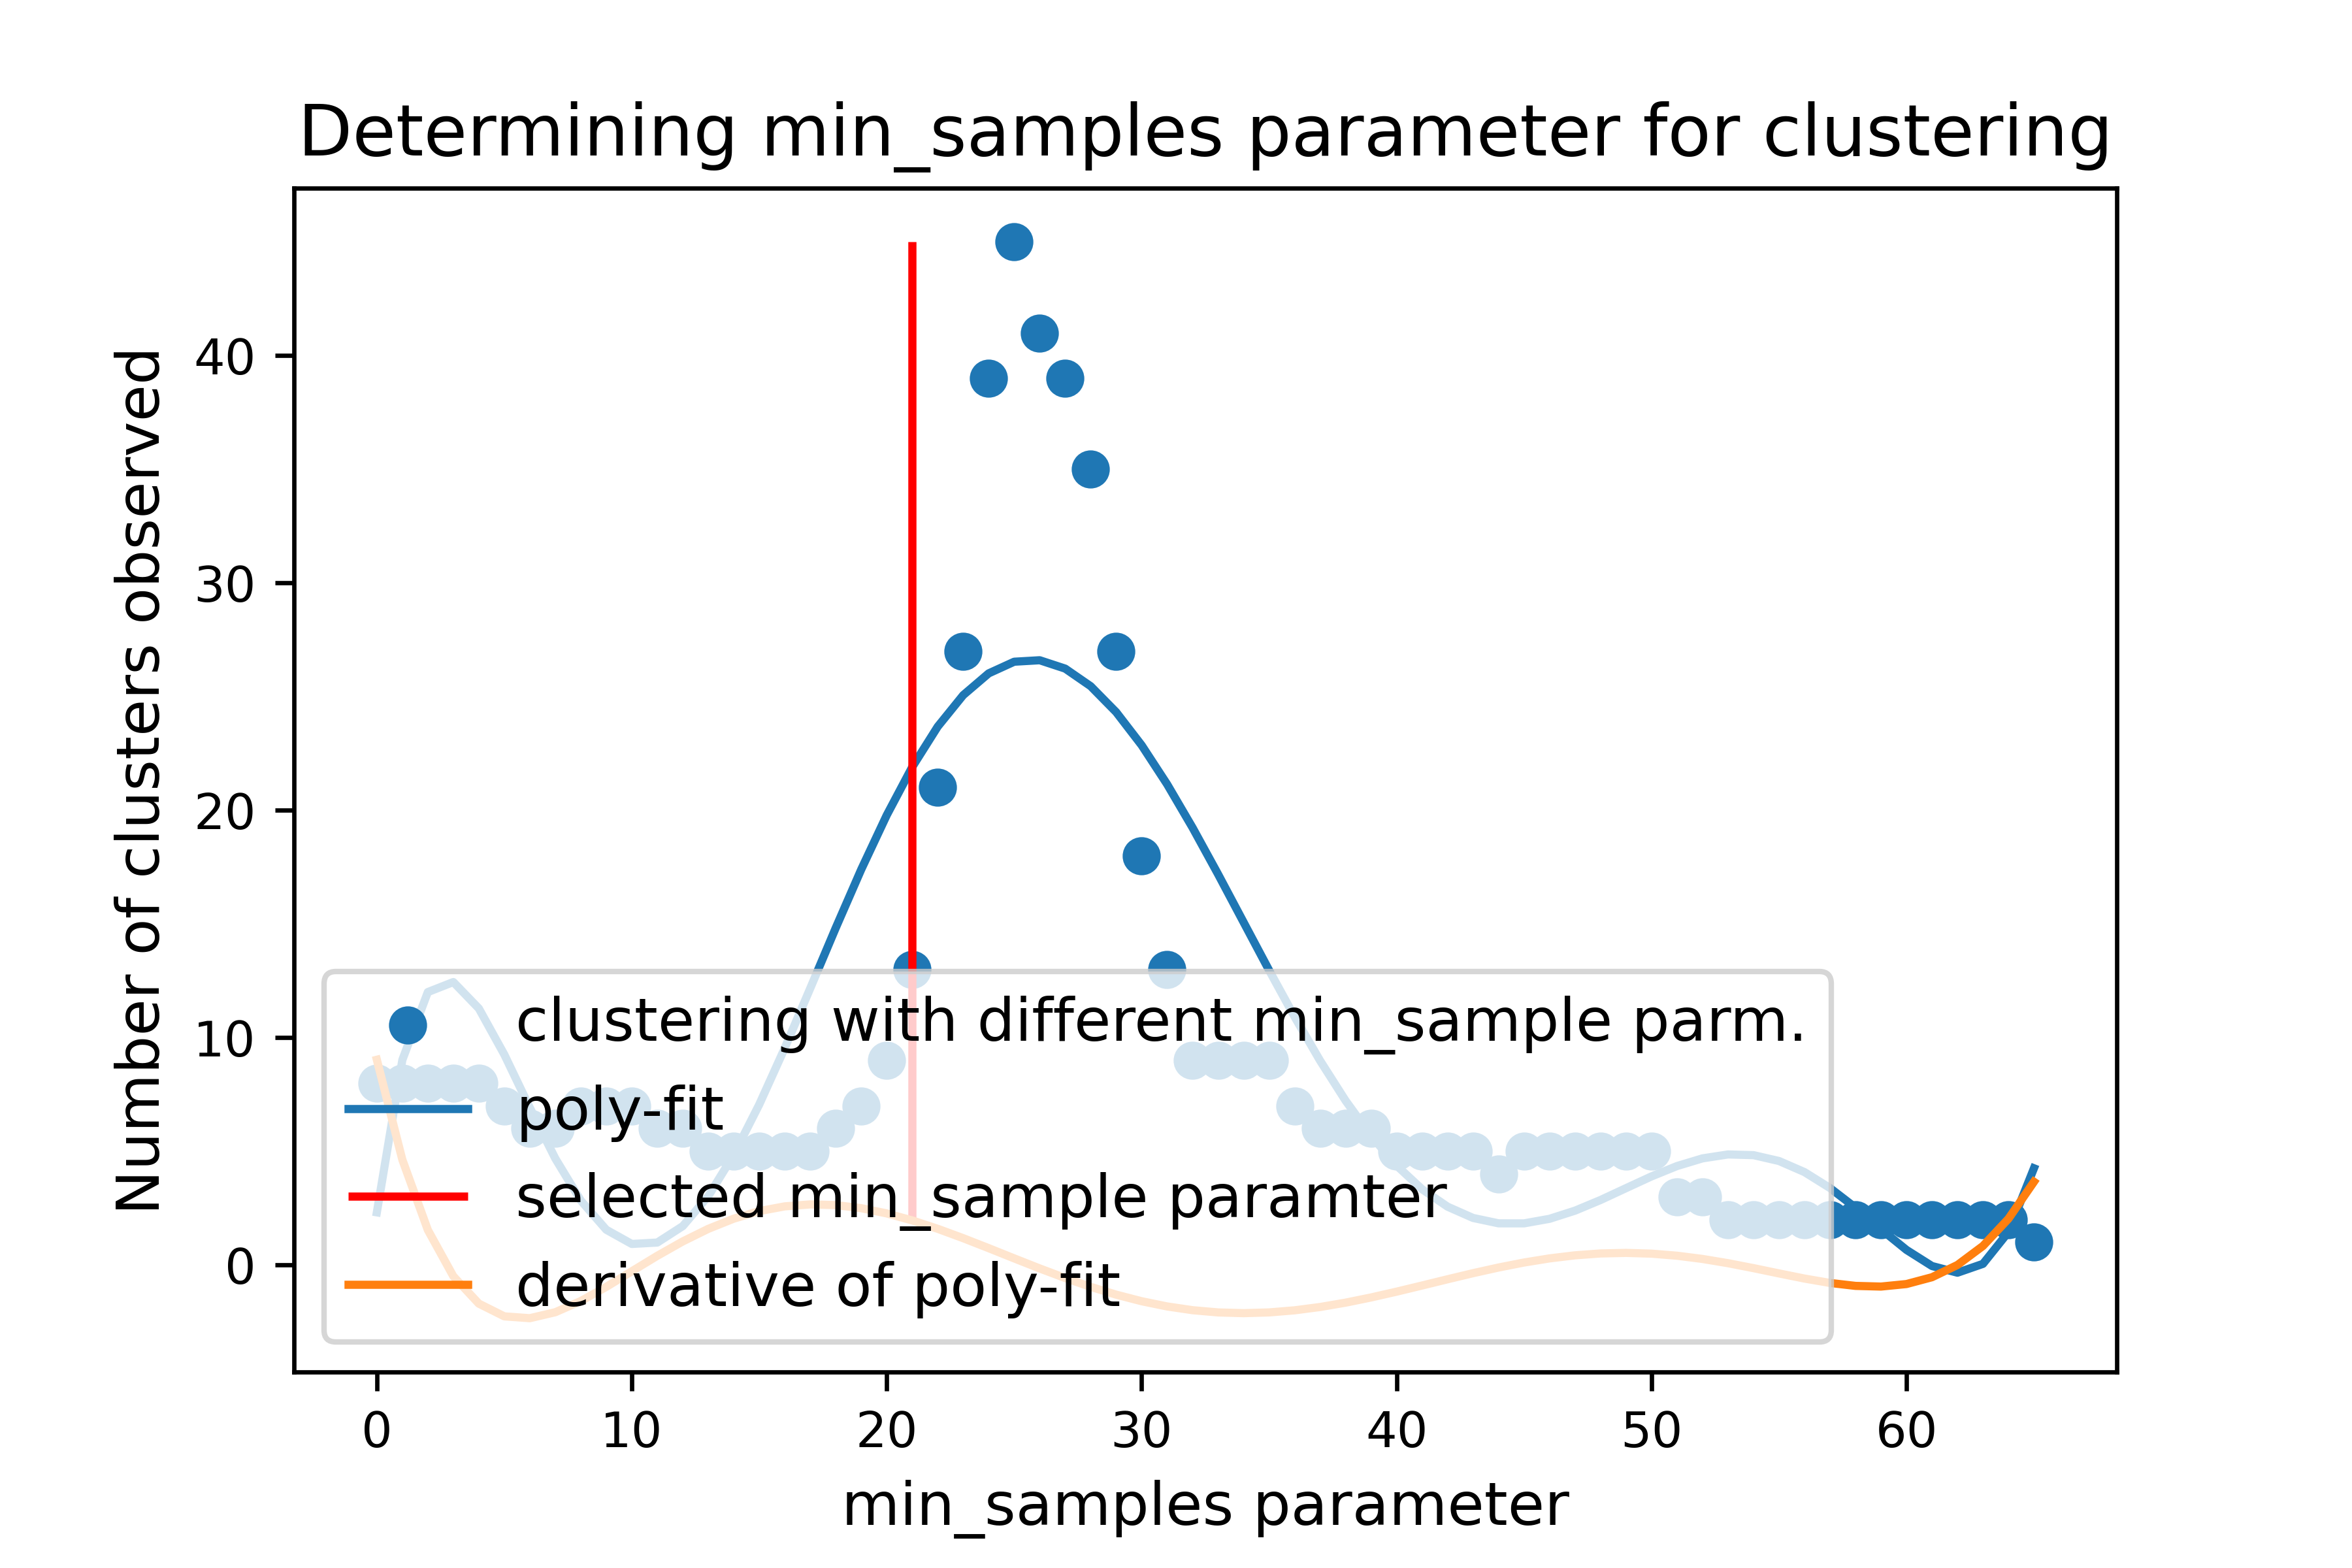 Determining min_samples parameter for clustering
Number of clusters observed
40
30
20
10
0
clustering with different min_sample parm.
poly-fit
selected min_sample paramter
derivative of poly-fit
0 10 20 30 40 50 60
min_samples parameter